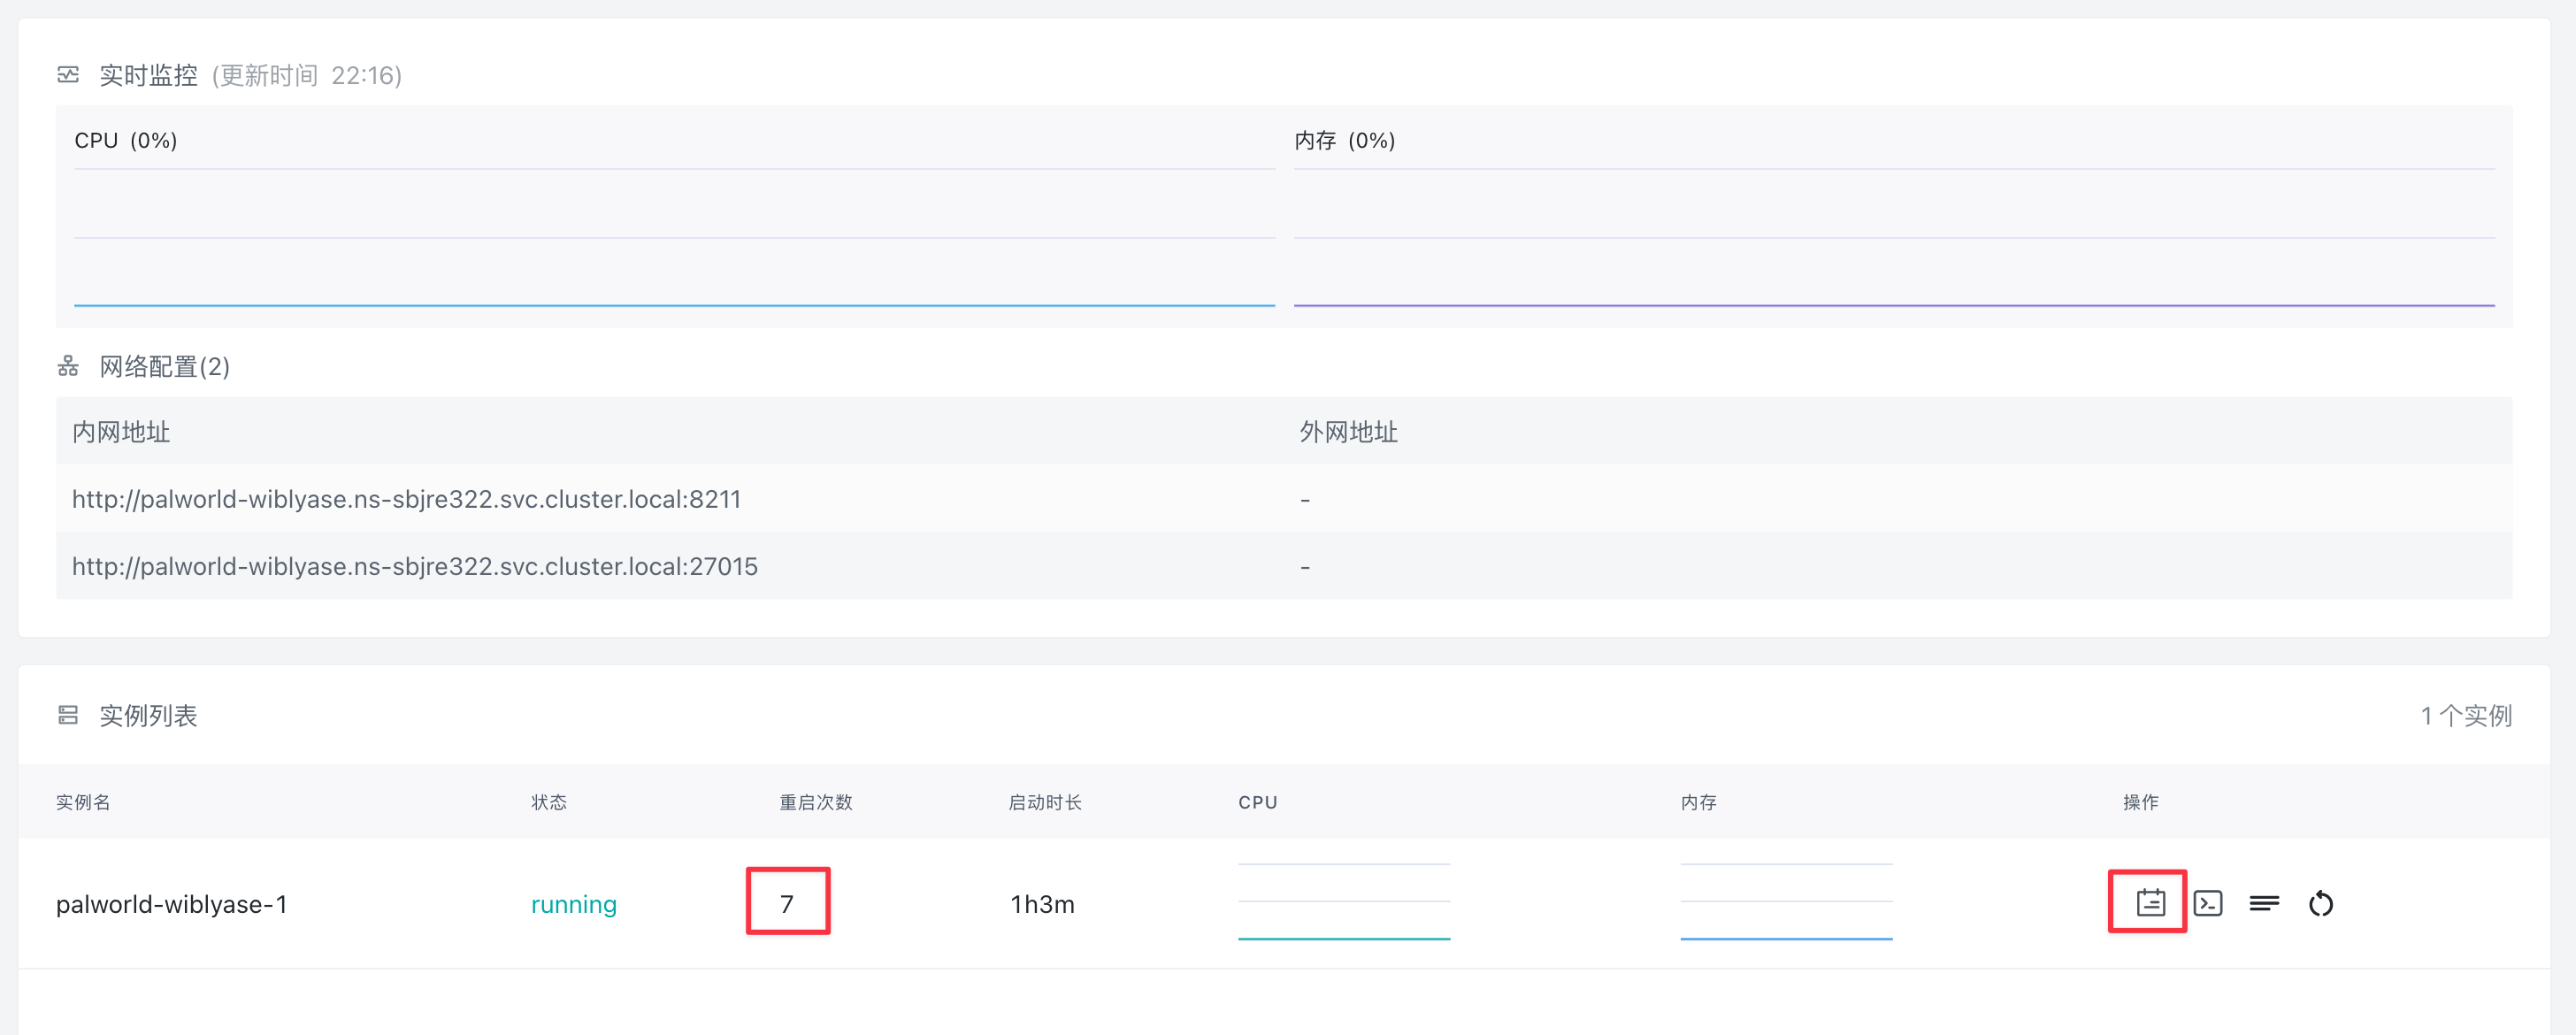 实时监控 (更新时间 22:16)
CPU (0%)
内存 (0%)
网络配置(2)
内网地址 外网地址
http://palworld-wiblyase.ns-sbjre322.svc.cluster.local:8211 -
http://palworld-wiblyase.ns-sbjre322.svc.cluster.local:27015 -
实例列表 1 个实例
实例名 状态 重启次数 启动时长 CPU 内存 操作
palworld-wiblyase-1 running 7 1h3m